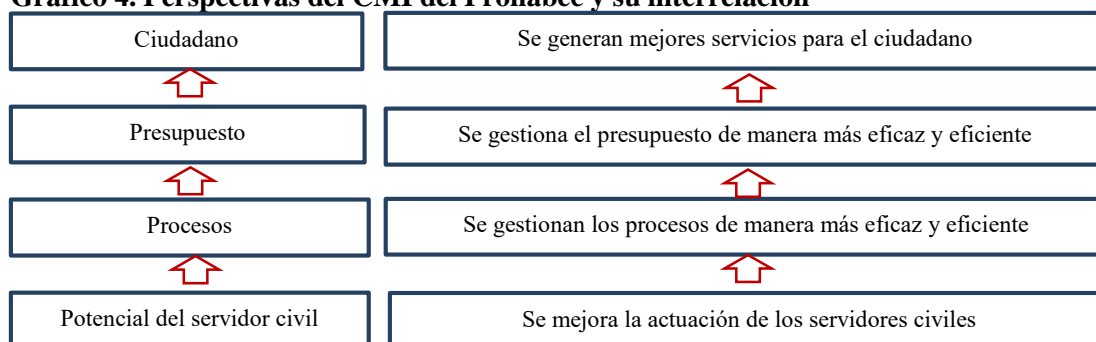 Gráfico 4. Perspectivas del CMI del Pronabec y su interrelación
Ciudadano
Se generan mejores servicios para el ciudadano
Presupuesto
Se gestiona el presupuesto de manera más eficaz y eficiente
Procesos
Se gestionan los procesos de manera más eficaz y eficiente
Potencial del servidor civil
Se mejora la actuación de los servidores civiles